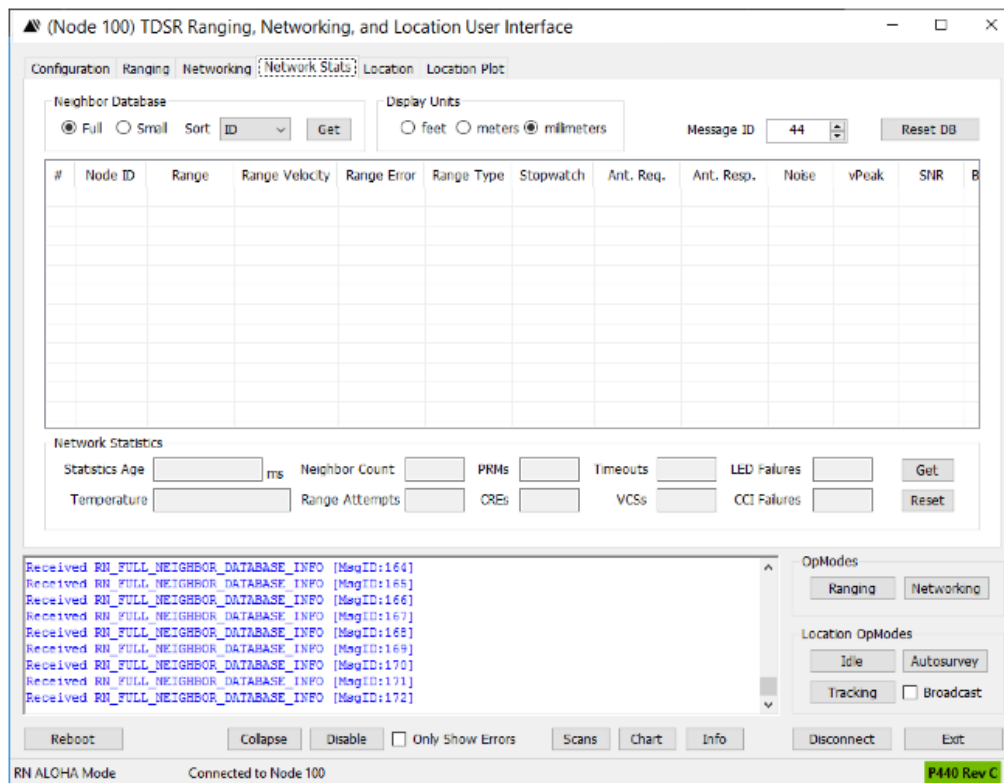 (Node 100) TDSR Ranging, Networking, and Location User Interface
Configuration Ranging Networking Network Stats Location Location Plot
Neighbor Database Display Units
Full Small Sort ID Get feet meters millimeters Message ID 44 Reset DB
# Node ID Range Range Velocity Range Error Range Type Stopwatch Ant. Req. Ant. Resp. Noise vPeak SNR B
Network Statistics
Statistics Age ms Neighbor Count PRMs Timeouts LED Failures Get
Temperature Range Attempts CREs VCSs CCI Failures Reset
Received RN_FULL_NEIGHBOR_DATABASE_INFO [MsgID:164]
Received RN_FULL_NEIGHBOR_DATABASE_INFO [MsgID:165]
Received RN_FULL_NEIGHBOR_DATABASE_INFO [MsgID:166]
Received RN_FULL_NEIGHBOR_DATABASE_INFO [MsgID:167]
Received RN_FULL_NEIGHBOR_DATABASE_INFO [MsgID:168]
Received RN_FULL_NEIGHBOR_DATABASE_INFO [MsgID:169]
Received RN_FULL_NEIGHBOR_DATABASE_INFO [MsgID:170]
Received RN_FULL_NEIGHBOR_DATABASE_INFO [MsgID:171]
Received RN_FULL_NEIGHBOR_DATABASE_INFO [MsgID:172]
OpModes
Ranging Networking
Location OpModes
Idle Autosurvey
Tracking Broadcast
Reboot Collapse Disable Only Show Errors Scans Chart Info Disconnect Exit
RN ALOHA Mode Connected to Node 100 P440 Rev C